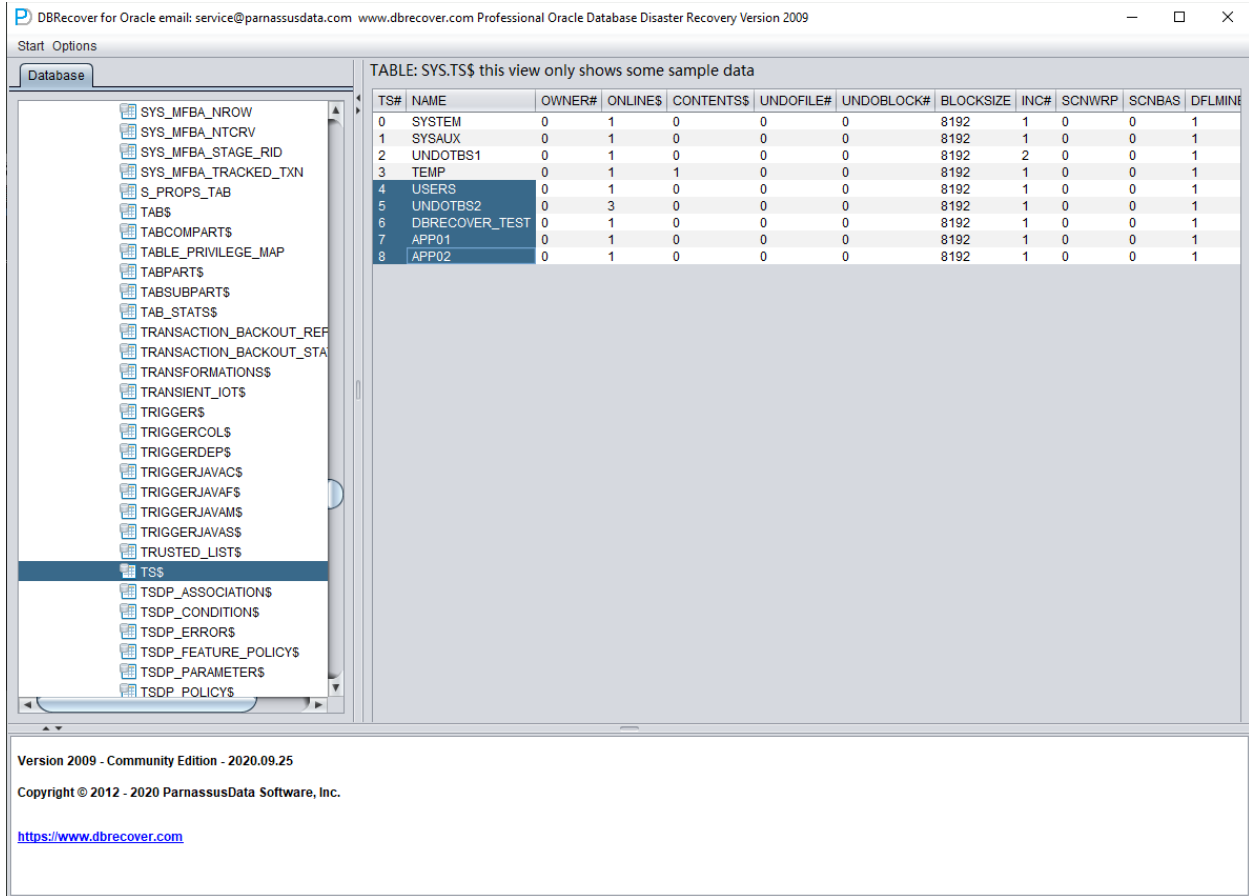 DBRecover for Oracle email: service@parnassusdata.com www.dbrecover.com Professional Oracle Database Disaster Recovery Version 2009
Start Options
Database
SYS_MFBA_NROW
SYS_MFBA_NTCRV
SYS_MFBA_STAGE_RID
SYS_MFBA_TRACKED_TXN
S_PROPS_TAB
TAB$
TABCOMPART$
TABLE_PRIVILEGE_MAP
TABPART$
TABSUBPART$
TAB_STATS$
TRANSACTION_BACKOUT_REP
TRANSACTION_BACKOUT_STA
TRANSFORMATIONS$
TRANSIENT_IOT$
TRIGGER$
TRIGGERCOL$
TRIGGERDEP$
TRIGGERJAVAC$
TRIGGERJAVAF$
TRIGGERJAVAM$
TRIGGERJAVAS$
TRUSTED_LIST$
TS$
TSDP_ASSOCIATION$
TSDP_CONDITION$
TSDP_ERROR$
TSDP_FEATURE_POLICY$
TSDP_PARAMETER$
TSDP_POLICY$
TABLE: SYS.TS$ this view only shows some sample data
TS# NAME OWNER# ONLINE$ CONTENTS$ UNDOFILE# UNDOBLOCK# BLOCKSIZE INC# SCNWRP SCNBAS DFLMINE
0 SYSTEM 0 1 0 0 0 8192 1 0 0 1
1 SYSAUX 0 1 0 0 0 8192 1 0 0 1
2 UNDOTBS1 0 1 0 0 0 8192 2 0 0 1
3 TEMP 0 1 1 0 0 8192 1 0 0 1
4 USERS 0 1 0 0 0 8192 1 0 0 1
5 UNDOTBS2 0 3 0 0 0 8192 1 0 0 1
6 DBRECOVER_TEST 0 1 0 0 0 8192 1 0 0 1
7 APP01 0 1 0 0 0 8192 1 0 0 1
8 APP02 0 1 0 0 0 8192 1 0 0 1
Version 2009 - Community Edition - 2020.09.25
Copyright © 2012 - 2020 ParnassusData Software, Inc.
https://www.dbrecover.com